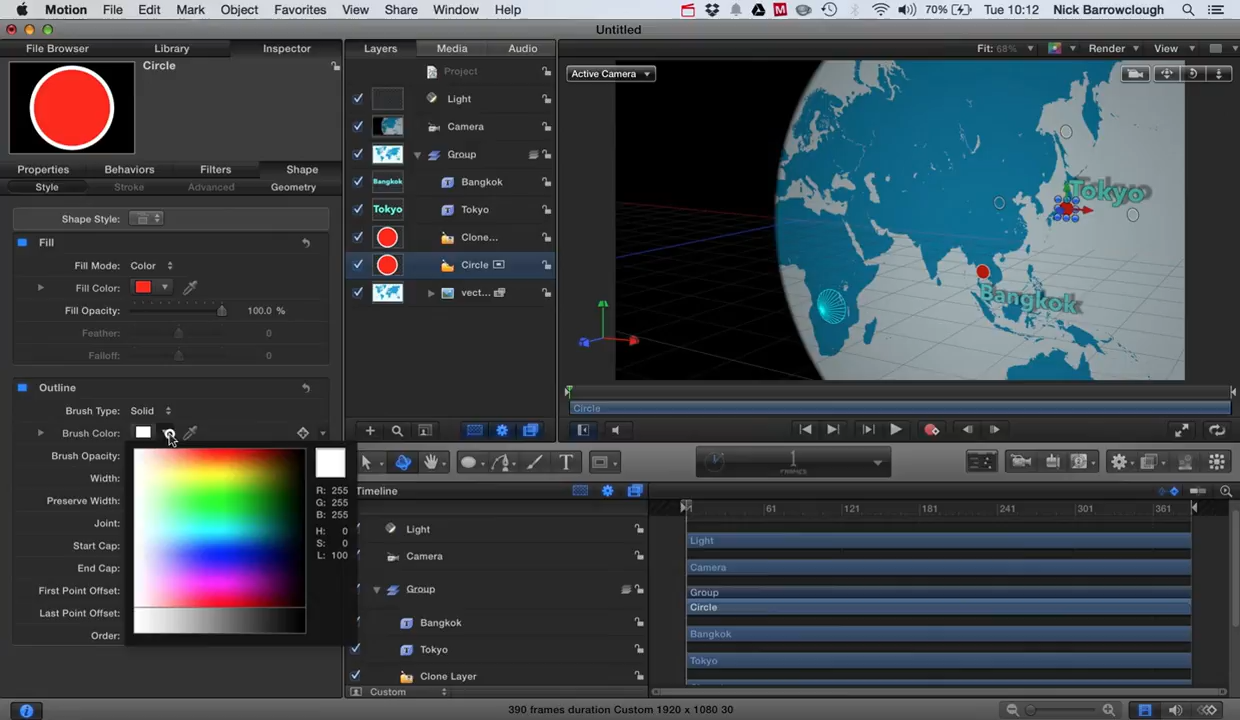 Motion File Edit Mark Object Favorites View Share Window Help 70% Tue 10:12 Nick Barrowclough
Untitled
File Browser Library Inspector Layers Media Audio Fit: 68% Render View
Circle
Project
Active Camera
Light
Camera
Group
Properties Behaviors Filters Shape
Style Stroke Advanced Geometry
Bangkok Bangkok
Tokyo Tokyo
Clone...
Circle
vect...
Tokyo
Bangkok
Shape Style:
Fill
Fill Mode: Color
Fill Color:
Fill Opacity: 100.0 %
Feather: 0
Falloff: 0
Outline
Brush Type: Solid
Brush Color:
Brush Opacity:
Width:
Preserve Width:
Joint:
Start Cap:
End Cap:
First Point Offset:
Last Point Offset:
Order:
R: 255
G: 255
B: 255
H: 0
S: 0
L: 100
Circle
1
FRAMES
Timeline
1 61 121 181 241 301 361
Light Light
Camera Camera
Group Group
Circle
Bangkok Bangkok
Tokyo Tokyo
Clone Layer
Custom
390 frames duration Custom 1920 x 1080 30